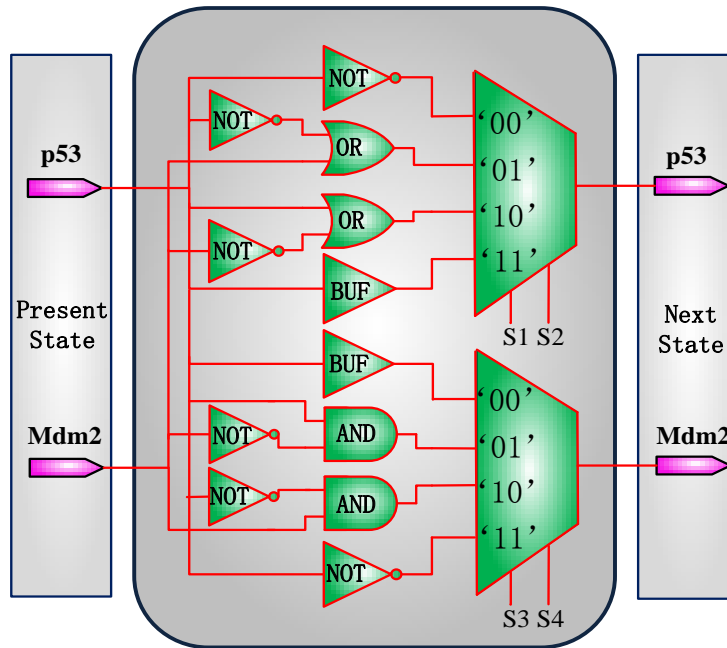 p53
Mdm2
Present
State
NOT
NOT
OR
OR
NOT
BUF
BUF
AND
NOT
NOT
AND
NOT
‘00’
‘01’
‘10’
‘11’
S1 S2
‘00’
‘01’
‘10’
‘11’
S3 S4
p53
Next
State
Mdm2